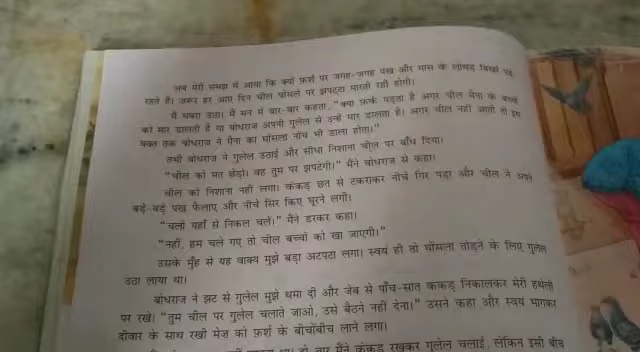 अब मेरी समझ में आया कि क्यों फ़र्श पर जगह-जगह पंख और मांस के लोथड़े बिखरे पड़े
रहते हैं। ज़रूर हर आए दिन चील घोंसले पर झपट्टा मारती रही होगी।
मैं घबरा उठा। मैं मन में बार-बार कहता, "क्या फ़र्क पड़ता है अगर चील मैना के बच्चों
को मार डालती है या बोधराज अपनी गुलेल से उन्हें मार डालता है। अगर चील नहीं आती तो इस
वक्त तक बोधराज ने मैना का घोंसला नोच भी डाला होता।"
तभी बोधराज ने गुलेल उठाई और सीधा निशाना चील पर बाँध दिया।
"चील को मत छेड़ो। वह तुम पर झपटेगी।" मैंने बोधराज से कहा।
चील को निशाना नहीं लगा। कंकड़ छत से टकराकर नीचे गिर पड़ा और चील ने अपने
बड़े-बड़े पंख फैलाए और नीचे सिर किए घूरने लगी।
"चलो यहाँ से निकल चलें।" मैंने डरकर कहा।
"नहीं, हम चले गए तो चील बच्चों को खा जाएगी।"
उसके मुँह से यह वाक्य मुझे बड़ा अटपटा लगा। स्वयं ही तो घोंसला तोड़ने के लिए गुलेल
उठा लाया था।
बोधराज ने झट से गुलेल मुझे थमा दी और जेब से पाँच-सात कंकड़ निकालकर मेरी हथेली
पर रखे। "तुम चील पर गुलेल चलाते जाओ, उसे बैठने नहीं देना।" उसने कहा और स्वयं भागकर
दीवार के साथ रखी मेज को फ़र्श के बीचोंबीच लाने लगा।
था। दो बार मैंने कंकड़ रखकर गुलेल चलाई, लेकिन इसी बीच